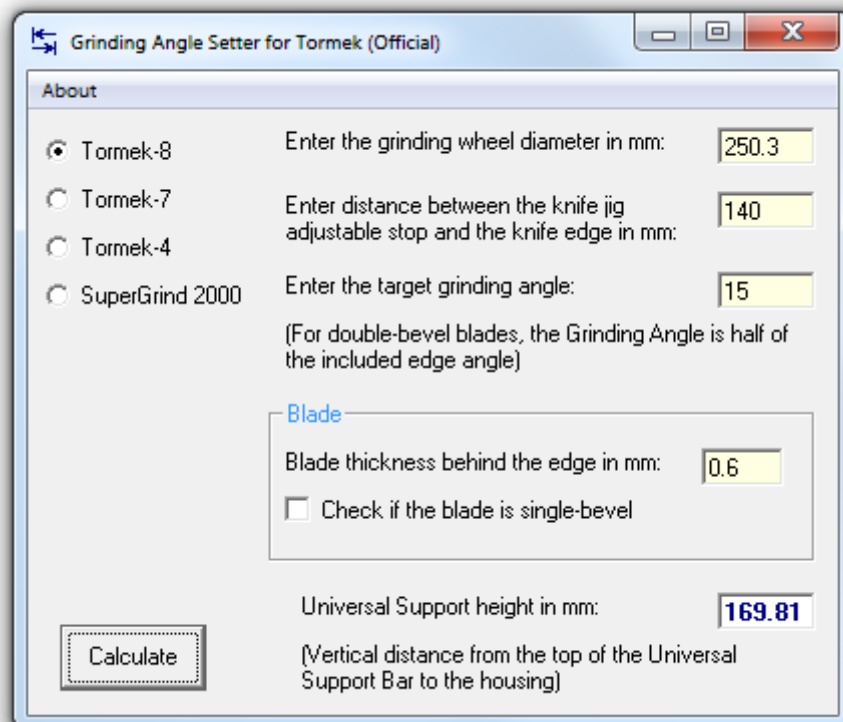 Grinding Angle Setter for Tormek (Official)
About
Tormek-8
Tormek-7
Tormek-4
SuperGrind 2000
Enter the grinding wheel diameter in mm:
250.3
Enter distance between the knife jig
adjustable stop and the knife edge in mm:
140
Enter the target grinding angle:
15
(For double-bevel blades, the Grinding Angle is half of
the included edge angle)
Blade
Blade thickness behind the edge in mm:
0.6
Check if the blade is single-bevel
Universal Support height in mm:
169.81
(Vertical distance from the top of the Universal
Support Bar to the housing)
Calculate